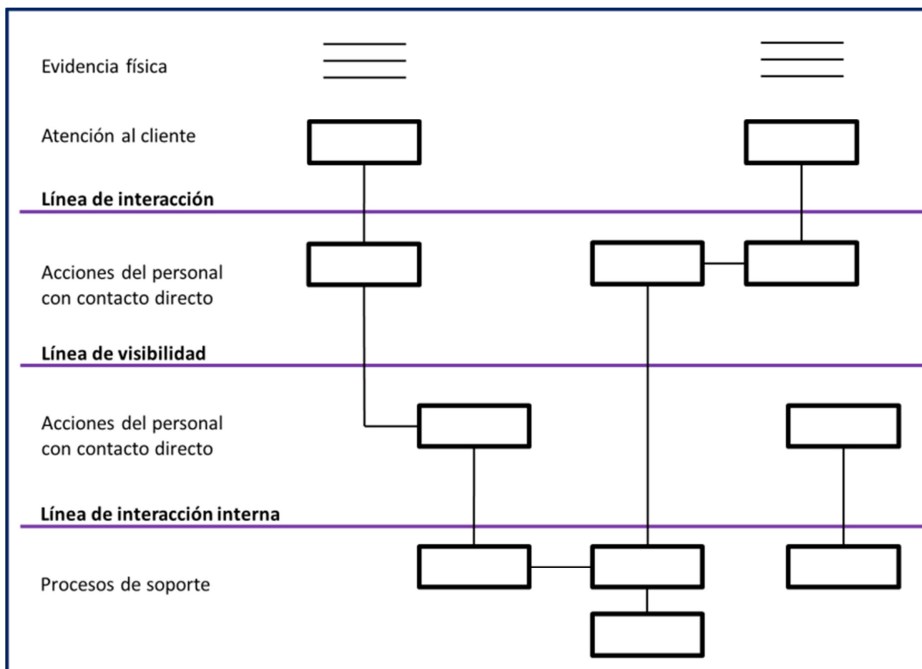 Evidencia física
Atención al cliente
Línea de interacción
Acciones del personal
con contacto directo
Línea de visibilidad
Acciones del personal
con contacto directo
Línea de interacción interna
Procesos de soporte